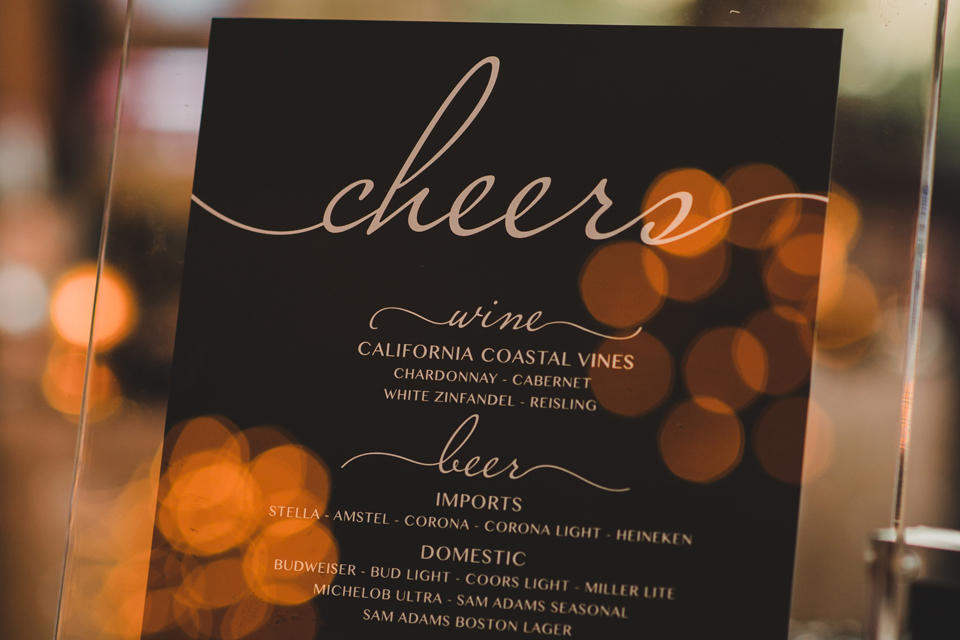 cheers
wine
CALIFORNIA COASTAL VINES
CHARDONNAY - CABERNET
WHITE ZINFANDEL - REISLING
beer
IMPORTS
STELLA - AMSTEL - CORONA - CORONA LIGHT - HEINEKEN
DOMESTIC
BUDWEISER - BUD LIGHT - COORS LIGHT - MILLER LITE
MICHELOB ULTRA - SAM ADAMS SEASONAL
SAM ADAMS BOSTON LAGER